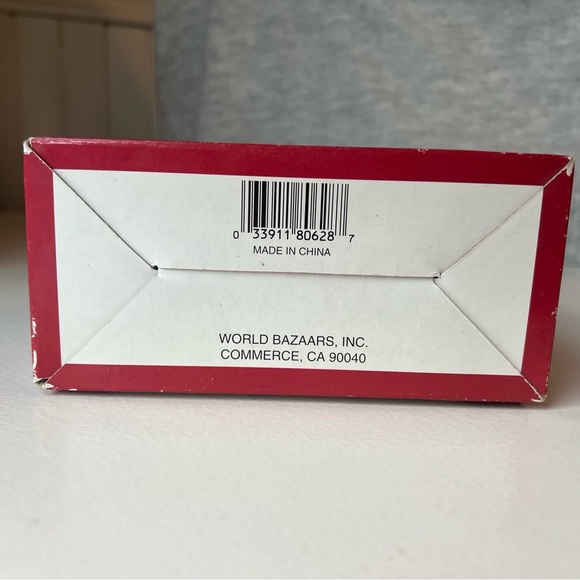 0 33911 80628 7
MADE IN CHINA
WORLD BAZAARS, INC.
COMMERCE, CA 90040